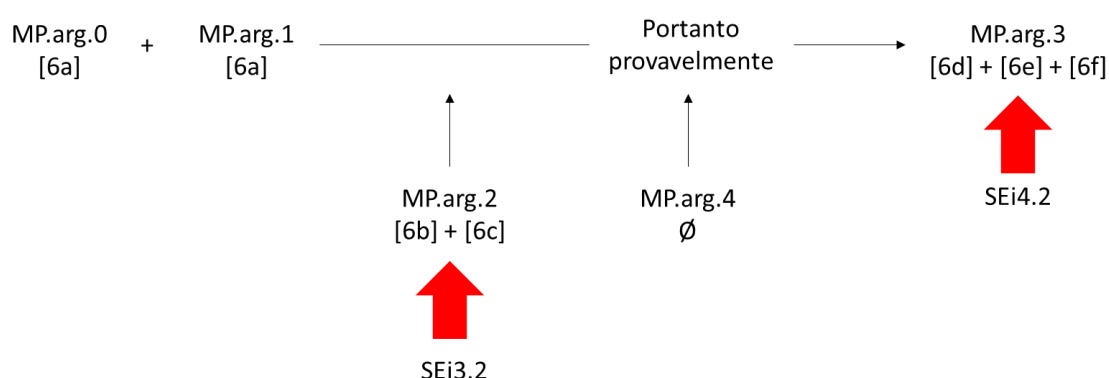 MP.arg.0
[6a]
+
MP.arg.1
[6a]
Portanto
provavelmente
MP.arg.3
[6d] + [6e] + [6f]
MP.arg.2
[6b] + [6c]
MP.arg.4
Ø
SEi4.2
SEi3.2